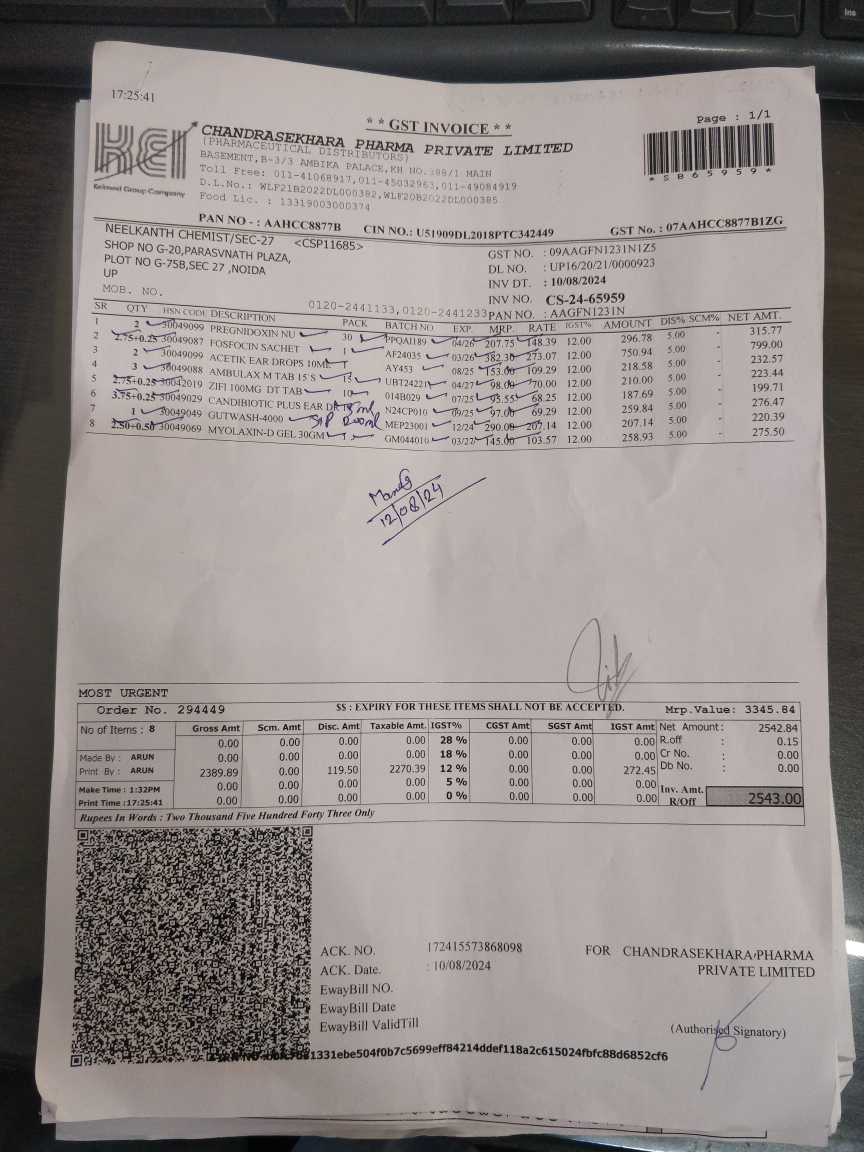 17:25:41
* * GST INVOICE * *
Page : 1/1
KEI
Kelmed Group Company
CHANDRASEKHARA PHARMA PRIVATE LIMITED
(PHARMACEUTICAL DISTRIBUTORS)
BASEMENT,B-3/3 AMBIKA PALACE,KH NO.388/1 MAIN
Toll Free: 011-41068917,011-45032963,011-49084919
D.L.No.: WLF21B2022DL000382,WLF20B2022DL000385
Food Lic. : 13319003000374
*SB65959*
PAN NO - : AAHCC8877B CIN NO.: U51909DL2018PTC342449 GST No. : 07AAHCC8877B1ZG
NEELKANTH CHEMIST/SEC-27 <CSP11685>
SHOP NO G-20,PARASVNATH PLAZA,
PLOT NO G-75B,SEC 27 ,NOIDA
UP
MOB. NO. 0120-2441133,0120-2441233
GST NO. : 09AAGFN1231N1Z5
DL NO. : UP16/20/21/0000923
INV DT. : 10/08/2024
INV NO. CS-24-65959
PAN NO. : AAGFN1231N
SR QTY HSN CODE DESCRIPTION PACK BATCH NO EXP. MRP. RATE IGST% AMOUNT DIS% SCM% NET AMT.
1 2 30049099 PREGNIDOXIN NU 30 PPQAI189 04/26 207.75 148.39 12.00 296.78 5.00 - 315.77
2 2.75+0.25 30049087 FOSFOCIN SACHET 1 AF24035 03/26 382.30 273.07 12.00 750.94 5.00 - 799.00
3 2 30049099 ACETIK EAR DROPS 10ML AY453 08/25 153.00 109.29 12.00 218.58 5.00 - 232.57
4 3 30049088 AMBULAX M TAB 15 S 15 UBT24221 04/27 98.00 70.00 12.00 210.00 5.00 - 223.44
5 2.75+0.25 30042019 ZIFI 100MG DT TAB 10 014B029 07/25 95.55 68.25 12.00 187.69 5.00 - 199.71
6 3.75+0.25 30049029 CANDIBIOTIC PLUS EAR DR ml N24CP010 09/25 97.00 69.29 12.00 259.84 5.00 - 276.47
7 1 30049049 GUTWASH-4000 200ml MEP23001 12/24 290.00 207.14 12.00 207.14 5.00 - 220.39
8 2.50+0.50 30049069 MYOLAXIN-D GEL 30GM 1 GM044010 03/27 145.00 103.57 12.00 258.93 5.00 - 275.50
12/08/24
MOST URGENT
Order No. 294449 $$ : EXPIRY FOR THESE ITEMS SHALL NOT BE ACCEPTED. Mrp.Value: 3345.84
No of Items : 8 Gross Amt Scm. Amt Disc. Amt Taxable Amt. IGST% CGST Amt SGST Amt IGST Amt Net Amount: 2542.84
0.00 0.00 0.00 0.00 28 % 0.00 0.00 0.00 R.off : 0.15
Made By : ARUN 0.00 0.00 0.00 0.00 18 % 0.00 0.00 0.00 Cr No. : 0.00
Print By : ARUN 2389.89 0.00 119.50 2270.39 12 % 0.00 0.00 272.45 Db No. : 0.00
Make Time : 1:32PM 0.00 0.00 0.00 0.00 5 % 0.00 0.00 0.00 Inv. Amt.
Print Time :17:25:41 0.00 0.00 0.00 0.00 0 % 0.00 0.00 0.00 R/Off 2543.00
Rupees In Words : Two Thousand Five Hundred Forty Three Only
ACK. NO. 172415573868098
ACK. Date. : 10/08/2024
EwayBill NO.
EwayBill Date
EwayBill ValidTill
FOR CHANDRASEKHARA PHARMA
PRIVATE LIMITED
(Authorised Signatory)